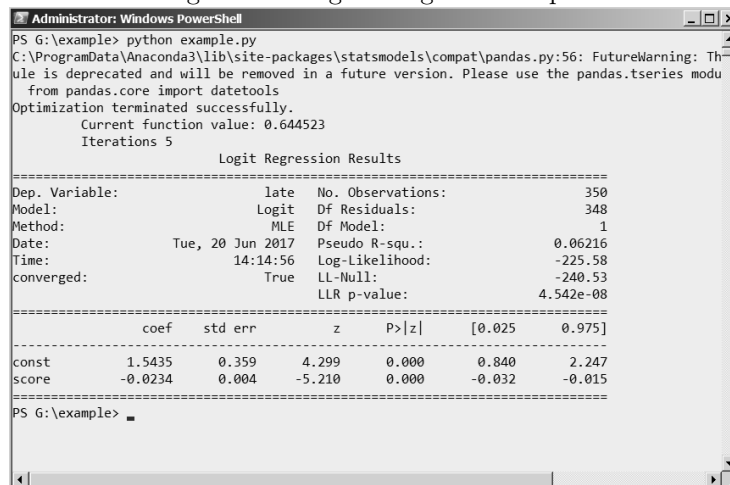 Administrator: Windows PowerShell
PS G:\example> python example.py
C:\ProgramData\Anaconda3\lib\site-packages\statsmodels\compat\pandas.py:56: FutureWarning: Th
ule is deprecated and will be removed in a future version. Please use the pandas.tseries modu
  from pandas.core import datetools
Optimization terminated successfully.
         Current function value: 0.644523
         Iterations 5
                           Logit Regression Results
==============================================================================
Dep. Variable:                   late   No. Observations:                  350
Model:                          Logit   Df Residuals:                      348
Method:                           MLE   Df Model:                            1
Date:                Tue, 20 Jun 2017   Pseudo R-squ.:                 0.06216
Time:                        14:14:56   Log-Likelihood:                -225.58
converged:                       True   LL-Null:                       -240.53
                                        LLR p-value:                 4.542e-08
==============================================================================
                 coef    std err          z      P>|z|      [0.025      0.975]
------------------------------------------------------------------------------
const          1.5435      0.359      4.299      0.000       0.840       2.247
score         -0.0234      0.004     -5.210      0.000      -0.032      -0.015
==============================================================================
PS G:\example>